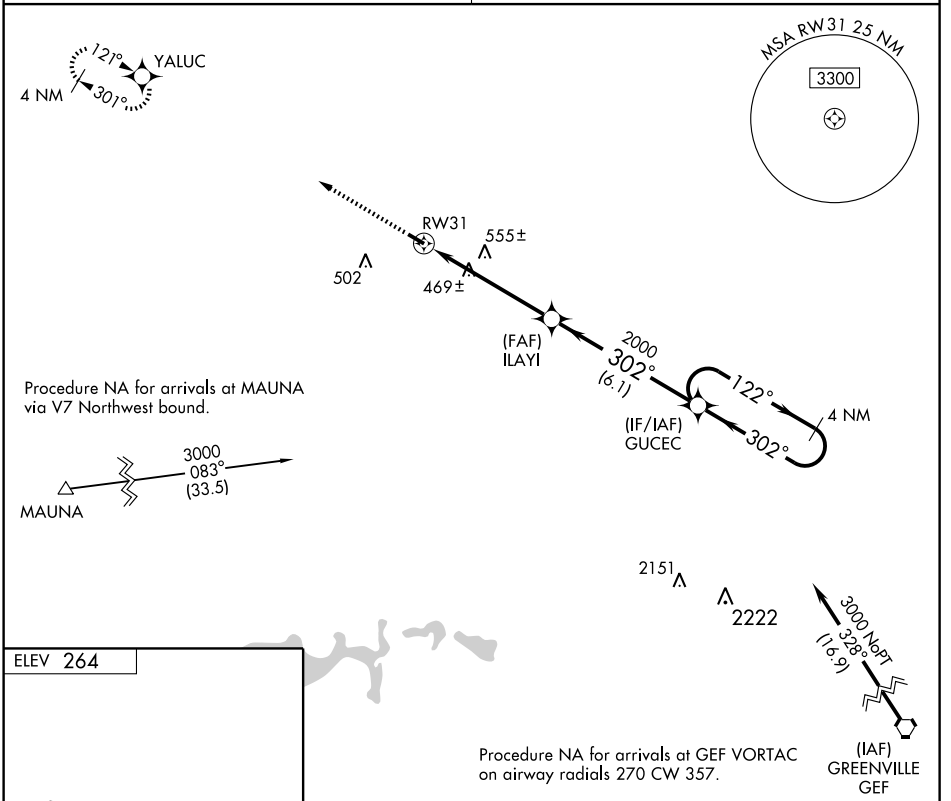 MSA RW31 25 NM
3300
121°
YALUC
4 NM
301°
RW31
555±
502
469±
(FAF)
ILAYI
2000
302°
(6.1)
122°
4 NM
302°
(IF/IAF)
GUCEC
Procedure NA for arrivals at MAUNA
via V7 Northwest bound.
3000
083°
(33.5)
MAUNA
2151
2222
3000 NoPT
328°
(16.9)
(IAF)
GREENVILLE
GEF
ELEV 264
Procedure NA for arrivals at GEF VORTAC
on airway radials 270 CW 357.